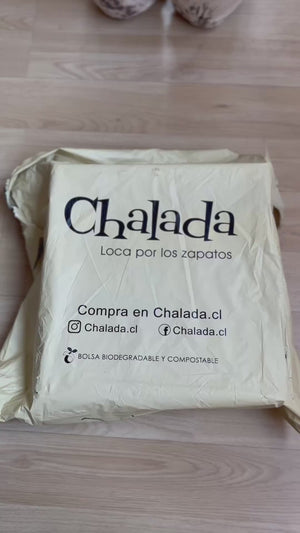 Chalada
Loca por los zapatos
Compra en Chalada.cl
Chalada.cl Chalada.cl
BOLSA BIODEGRADABLE Y COMPOSTABLE